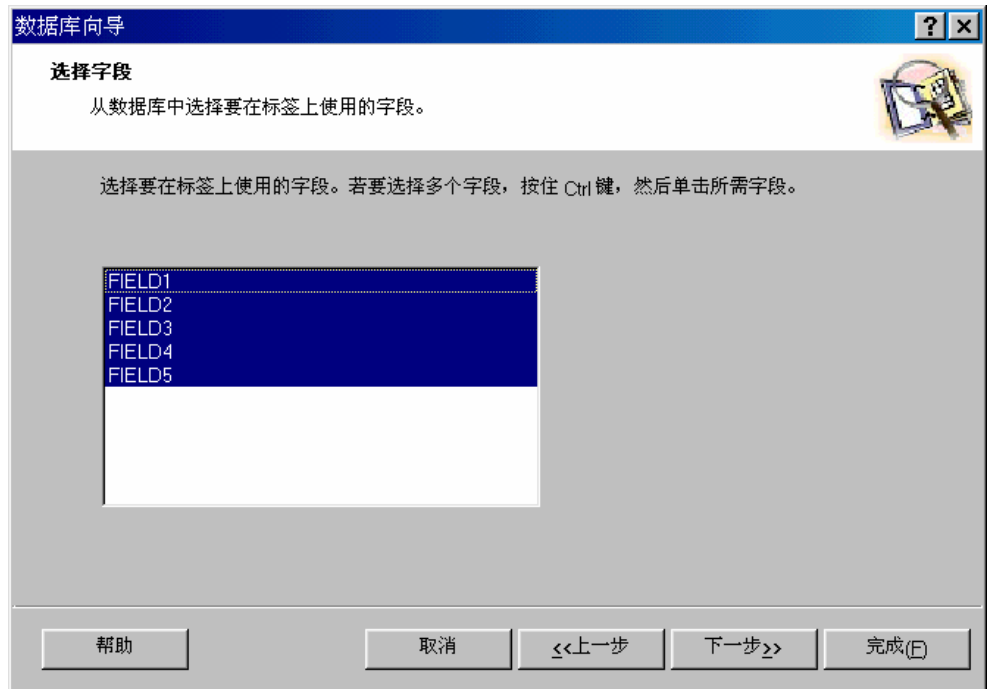 数据库向导
选择字段
从数据库中选择要在标签上使用的字段。
选择要在标签上使用的字段。若要选择多个字段，按住 Ctrl 键，然后单击所需字段。
FIELD1
FIELD2
FIELD3
FIELD4
FIELD5
帮助 取消 <<上一步 下一步>> 完成(F)